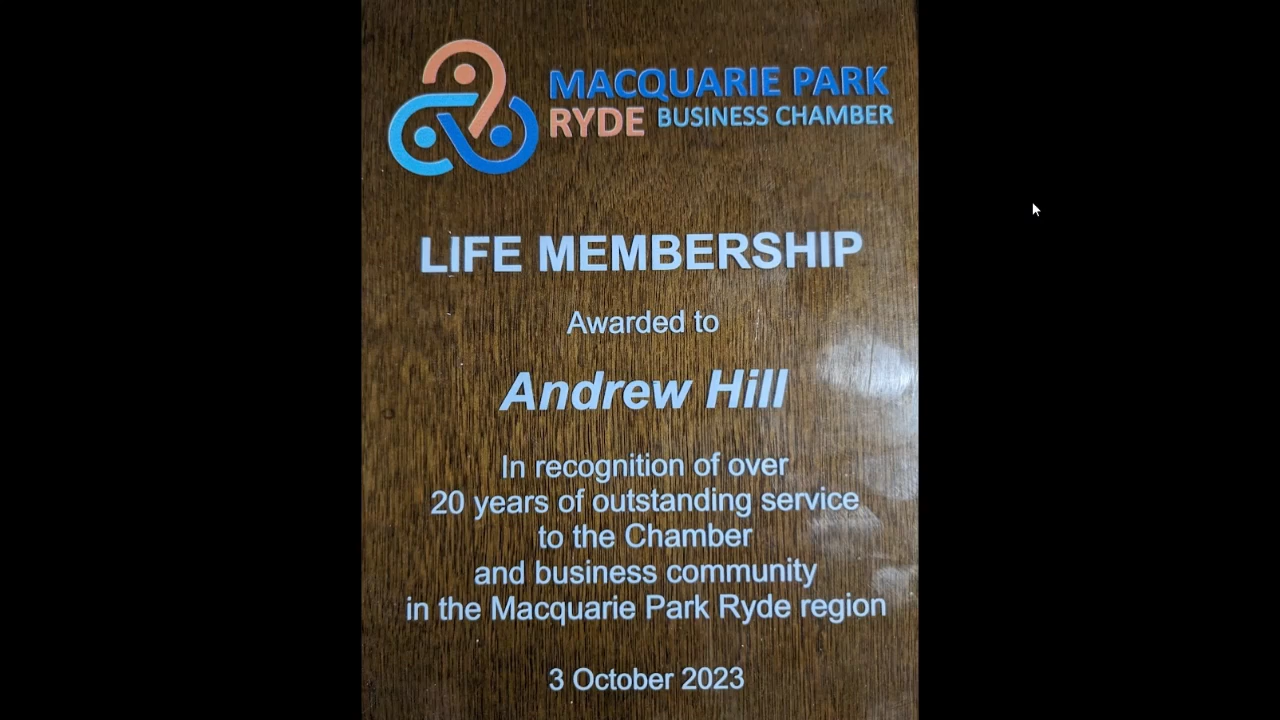 MACQUARIE PARK
RYDE BUSINESS CHAMBER
LIFE MEMBERSHIP
Awarded to
Andrew Hill
In recognition of over
20 years of outstanding service
to the Chamber
and business community
in the Macquarie Park Ryde region
3 October 2023